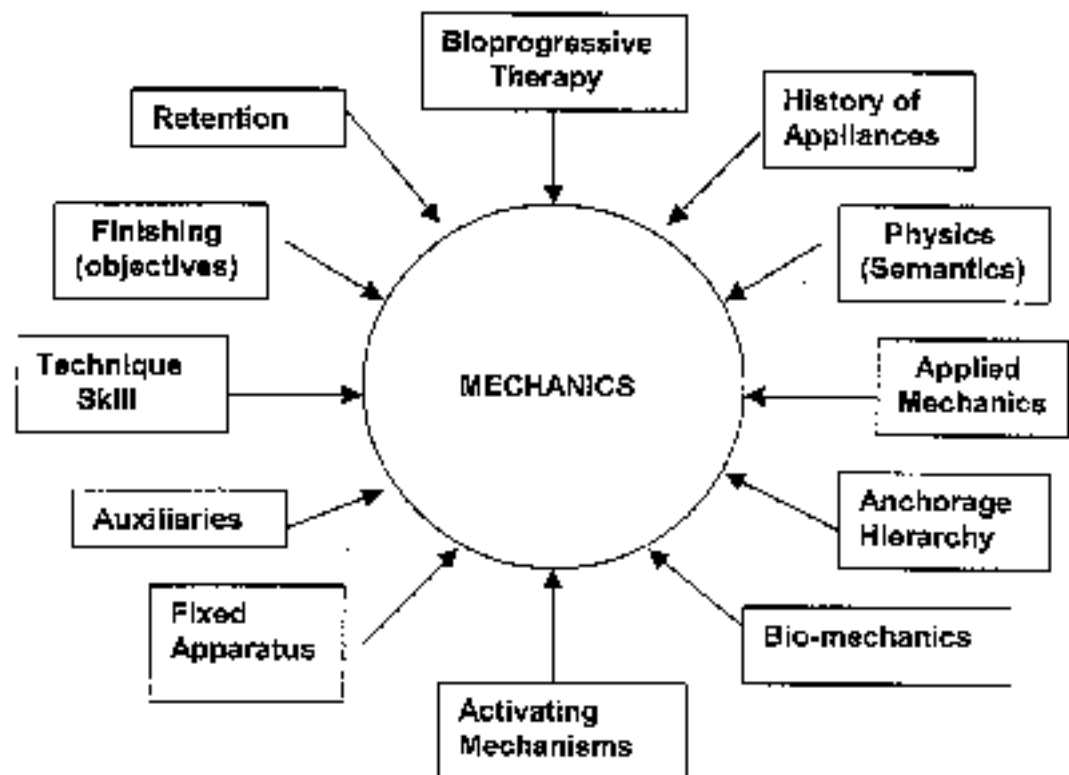 Bioprogressive
Therapy
History of
Appliances
Physics
(Semantics)
Applied
Mechanics
Anchorage
Hierarchy
Bio-mechanics
Activating
Mechanisms
Fixed
Apparatus
Auxiliaries
Technique
Skill
Finishing
(objectives)
Retention
MECHANICS